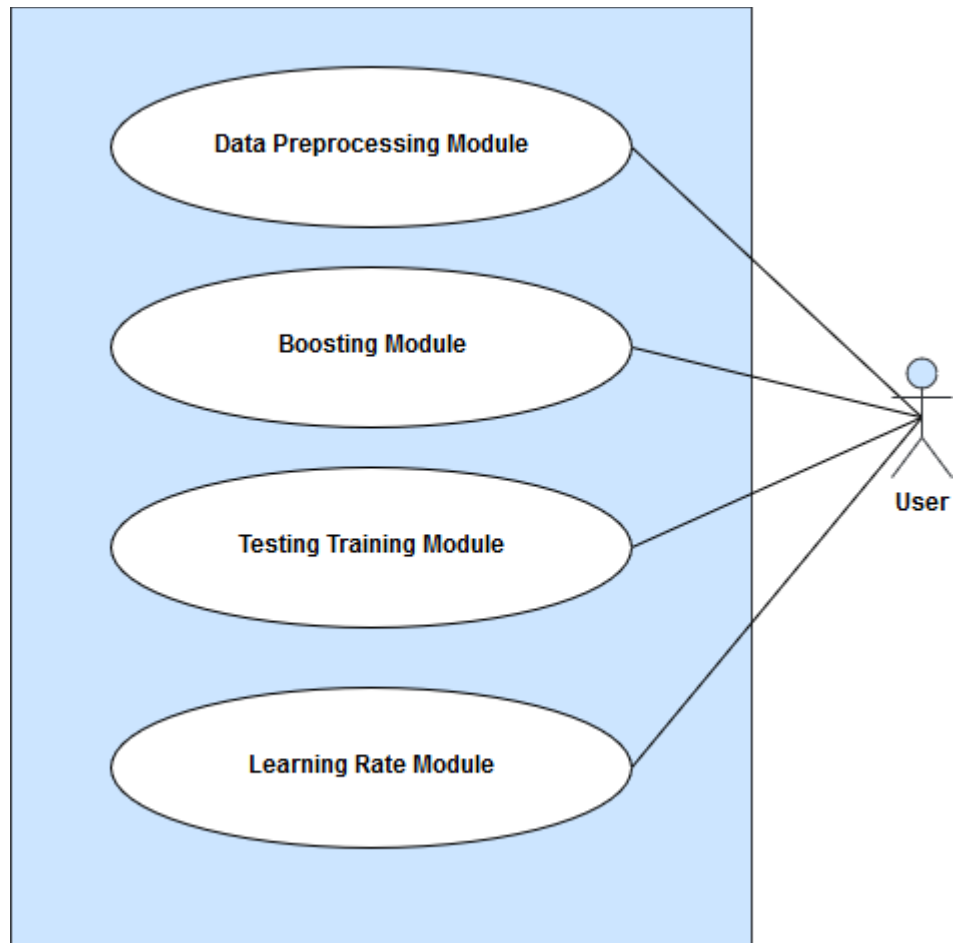 Data Preprocessing Module
Boosting Module
Testing Training Module
Learning Rate Module
User